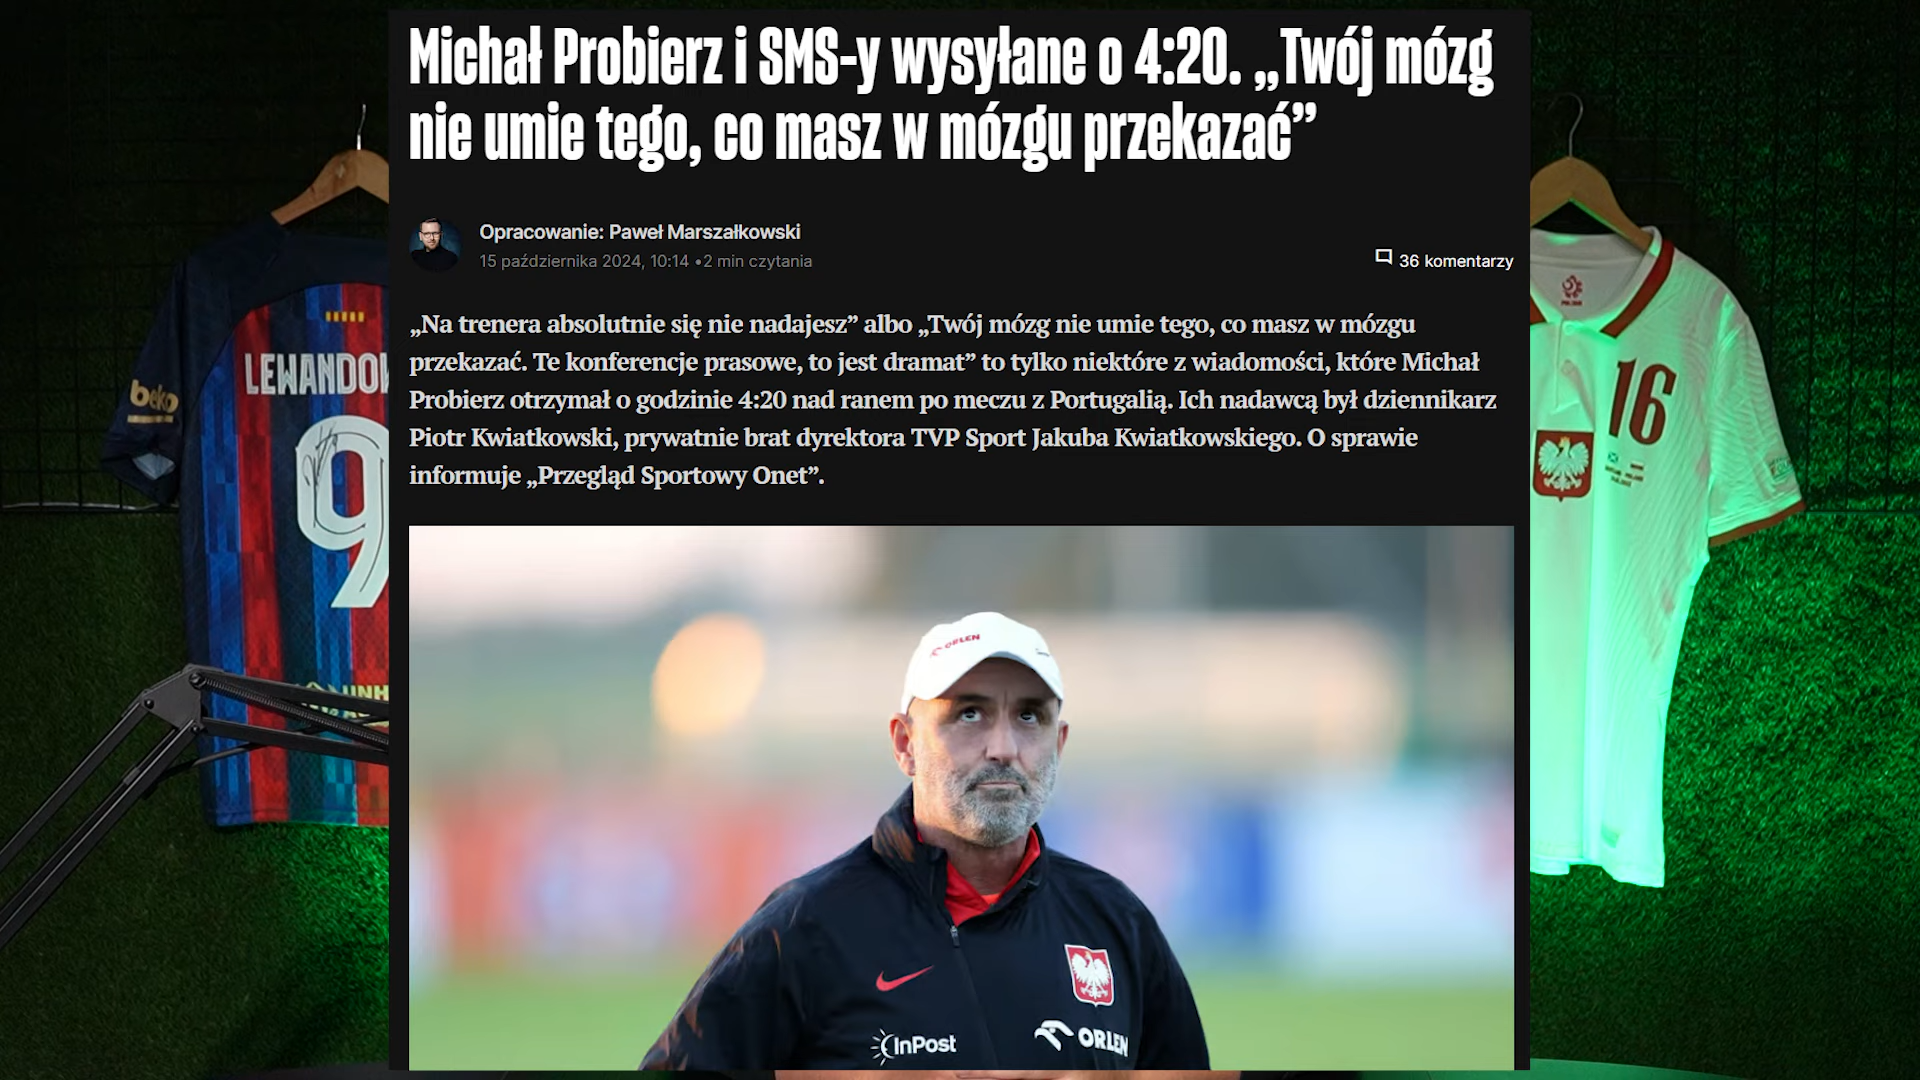 Michał Probierz i SMS-y wysyłane o 4:20. „Twój mózg
nie umie tego, co masz w mózgu przekazać”
Opracowanie: Paweł Marszałkowski
15 października 2024, 10:14 •2 min czytania
36 komentarzy
„Na trenera absolutnie się nie nadajesz” albo „Twój mózg nie umie tego, co masz w mózgu
przekazać. Te konferencje prasowe, to jest dramat” to tylko niektóre z wiadomości, które Michał
Probierz otrzymał o godzinie 4:20 nad ranem po meczu z Portugalią. Ich nadawcą był dziennikarz
Piotr Kwiatkowski, prywatnie brat dyrektora TVP Sport Jakuba Kwiatkowskiego. O sprawie
informuje „Przegląd Sportowy Onet”.
beko
LEWANDOW
9
UNH
16
ORLEN
InPost
ORLEN